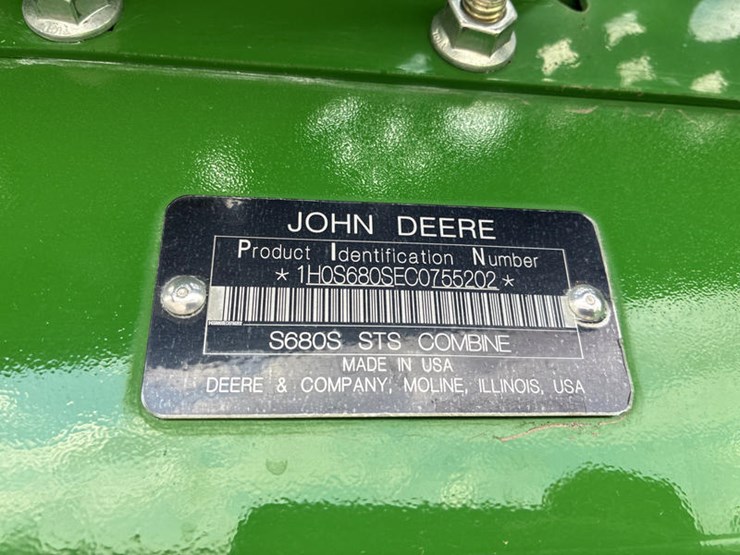 JOHN DEERE
Product Identification Number
* 1H0S680SEC0755202 *
S680S STS COMBINE
MADE IN USA
DEERE & COMPANY, MOLINE, ILLINOIS, USA